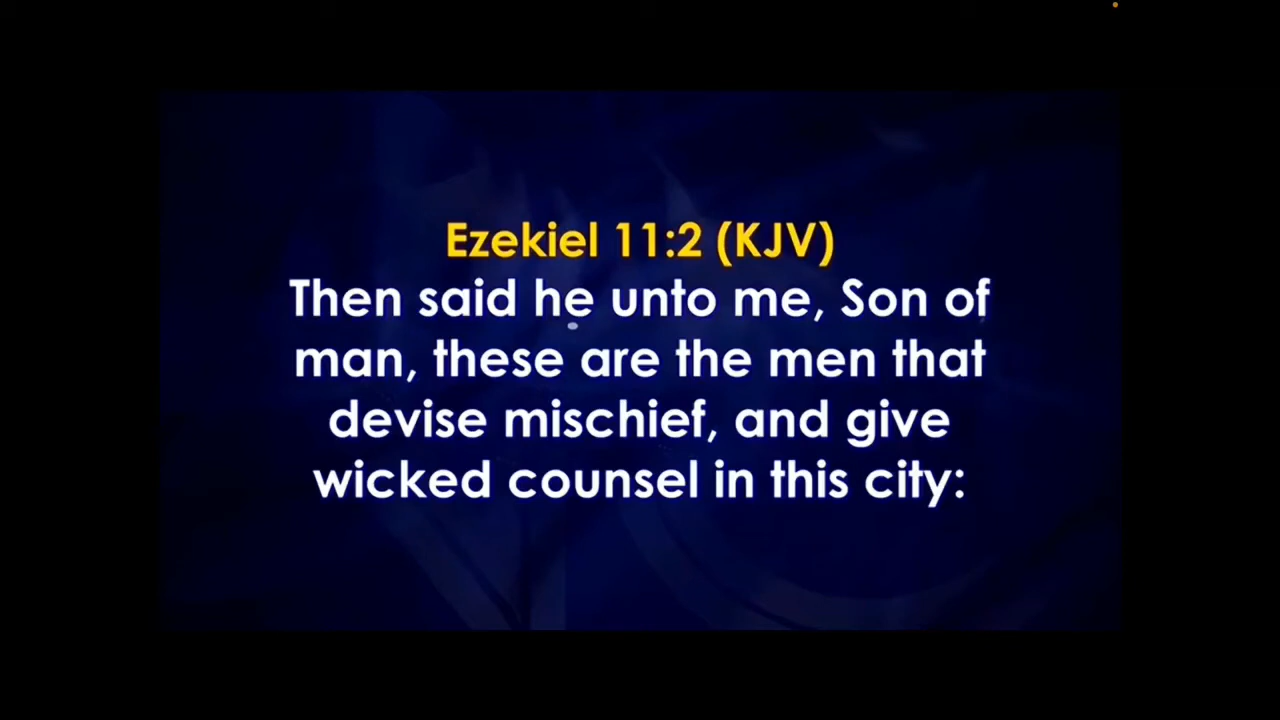 Ezekiel 11:2 (KJV)
Then said he unto me, Son of
man, these are the men that
devise mischief, and give
wicked counsel in this city: